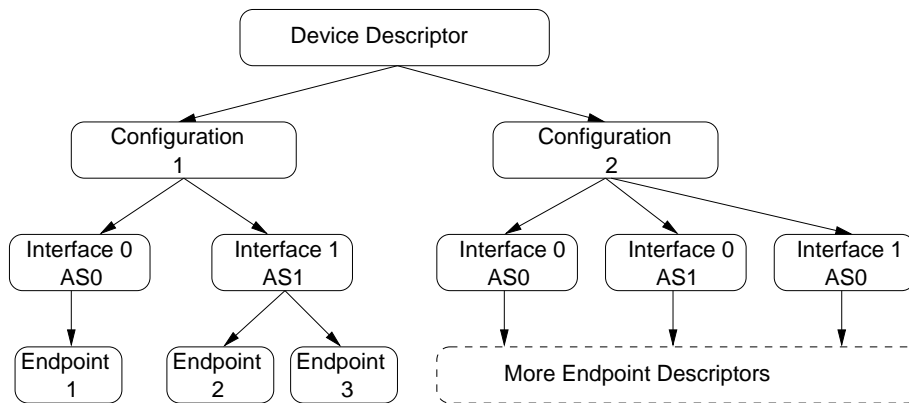 Device Descriptor
Configuration
1
Configuration
2
Interface 0
AS0
Interface 1
AS1
Interface 0
AS0
Interface 0
AS1
Interface 1
AS0
Endpoint
1
Endpoint
2
Endpoint
3
More Endpoint Descriptors